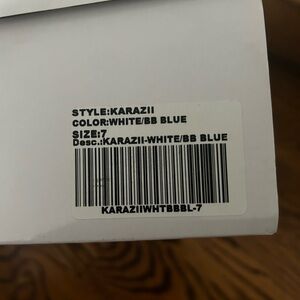 STYLE:KARAZII
COLOR:WHITE/BB BLUE
SIZE:7
Desc.:KARAZII-WHITE/BB BLUE
KARAZIIWHTBBBL-7